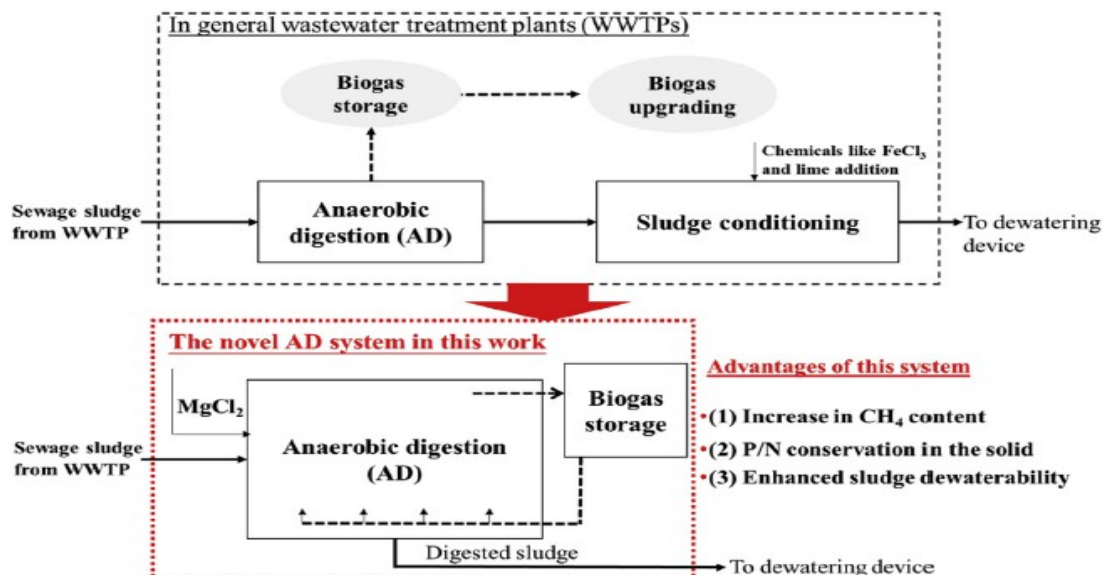 In general wastewater treatment plants (WWTPs)
Biogas
storage
Biogas
upgrading
Chemicals like FeCl₃
and lime addition
Sewage sludge
from WWTP
Anaerobic
digestion (AD)
Sludge conditioning
To dewatering
device
The novel AD system in this work
MgCl₂
Sewage sludge
from WWTP
Anaerobic digestion
(AD)
Biogas
storage
Digested sludge
To dewatering device
Advantages of this system
•(1) Increase in CH₄ content
•(2) P/N conservation in the solid
•(3) Enhanced sludge dewaterability